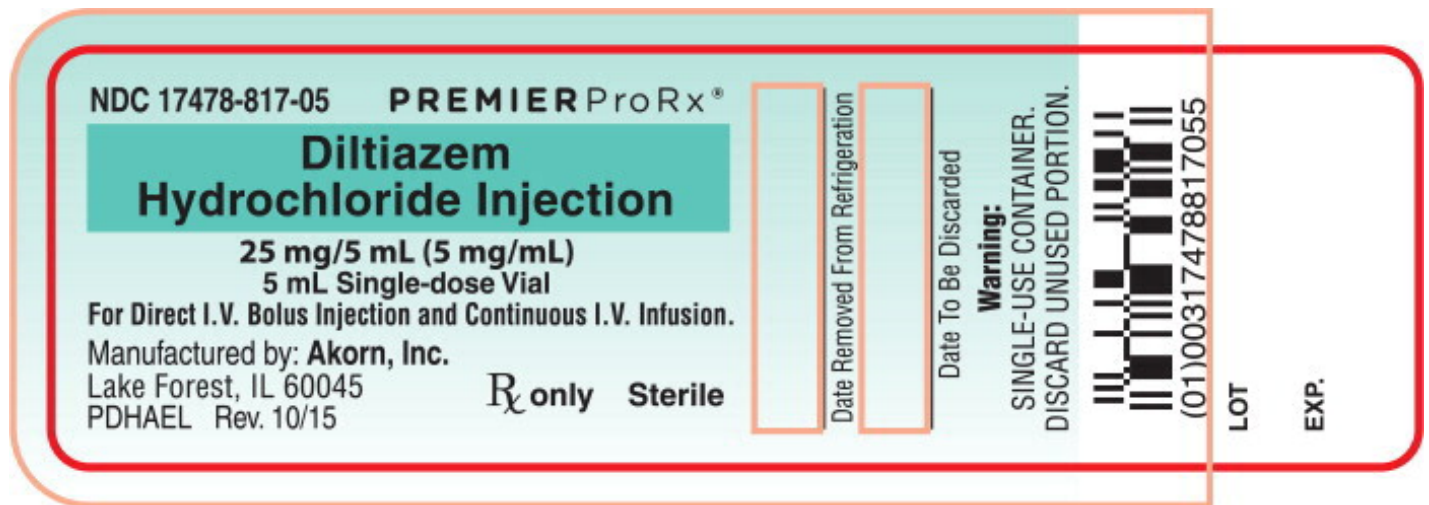 NDC 17478-817-05 PREMIERProRx®
Diltiazem
Hydrochloride Injection
25 mg/5 mL (5 mg/mL)
5 mL Single-dose Vial
For Direct I.V. Bolus Injection and Continuous I.V. Infusion.
Manufactured by: Akorn, Inc.
Lake Forest, IL 60045
PDHAEL Rev. 10/15
Rx only Sterile
Date Removed From Refrigeration
Date To Be Discarded
Warning:
SINGLE-USE CONTAINER.
DISCARD UNUSED PORTION.
(01)00317478817055
LOT
EXP.